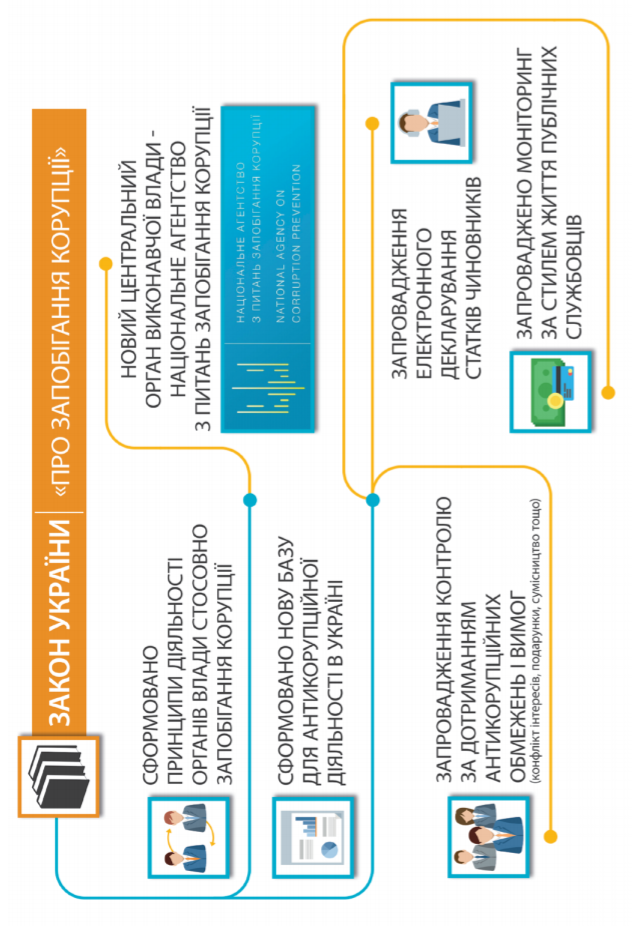 ЗАКОН УКРАЇНИ «ПРО ЗАПОБІГАННЯ КОРУПЦІЇ»
СФОРМОВАНО
ПРИНЦИПИ ДІЯЛЬНОСТІ
ОРГАНІВ ВЛАДИ СТОСОВНО
ЗАПОБІГАННЯ КОРУПЦІЇ
НОВИЙ ЦЕНТРАЛЬНИЙ
ОРГАН ВИКОНАВЧОЇ ВЛАДИ -
НАЦІОНАЛЬНЕ АГЕНТСТВО
З ПИТАНЬ ЗАПОБІГАННЯ КОРУПЦІЇ
НАЦІОНАЛЬНЕ АГЕНТСТВО
З ПИТАНЬ ЗАПОБІГАННЯ КОРУПЦІЇ
NATIONAL AGENCY ON
CORRUPTION PREVENTION
СФОРМОВАНО НОВУ БАЗУ
ДЛЯ АНТИКОРУПЦІЙНОЇ
ДІЯЛЬНОСТІ В УКРАЇНІ
ЗАПРОВАДЖЕННЯ
ЕЛЕКТРОННОГО
ДЕКЛАРУВАННЯ
СТАТКІВ ЧИНОВНИКІВ
ЗАПРОВАДЖЕННЯ КОНТРОЛЮ
ЗА ДОТРИМАННЯМ
АНТИКОРУПЦІЙНИХ
ОБМЕЖЕНЬ І ВИМОГ
(конфлікт інтересів, подарунки, сумісництво тощо)
ЗАПРОВАДЖЕНО МОНІТОРИНГ
ЗА СТИЛЕМ ЖИТТЯ ПУБЛІЧНИХ
СЛУЖБОВЦІВ